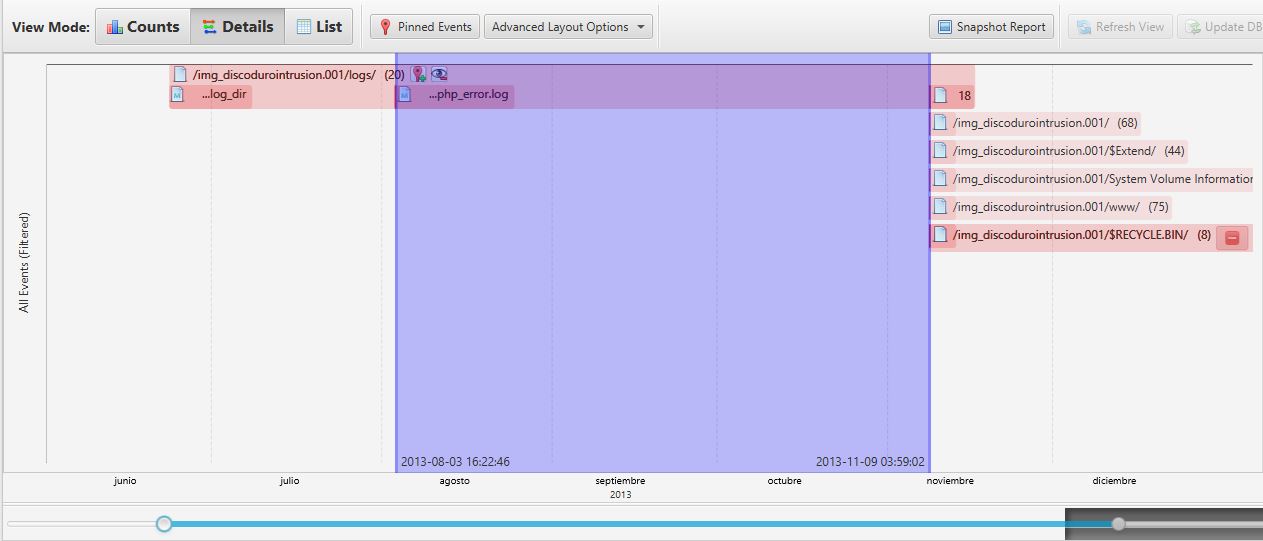 View Mode: Counts Details List Pinned Events Advanced Layout Options Snapshot Report Refresh View Update DB
/img_discodurointrusion.001/logs/ (20)
...log_dir ...php_error.log 18
/img_discodurointrusion.001/ (68)
/img_discodurointrusion.001/$Extend/ (44)
/img_discodurointrusion.001/System Volume Information
/img_discodurointrusion.001/www/ (75)
/img_discodurointrusion.001/$RECYCLE.BIN/ (8)
All Events (Filtered)
2013-08-03 16:22:46 2013-11-09 03:59:02
junio julio agosto septiembre octubre noviembre diciembre
2013